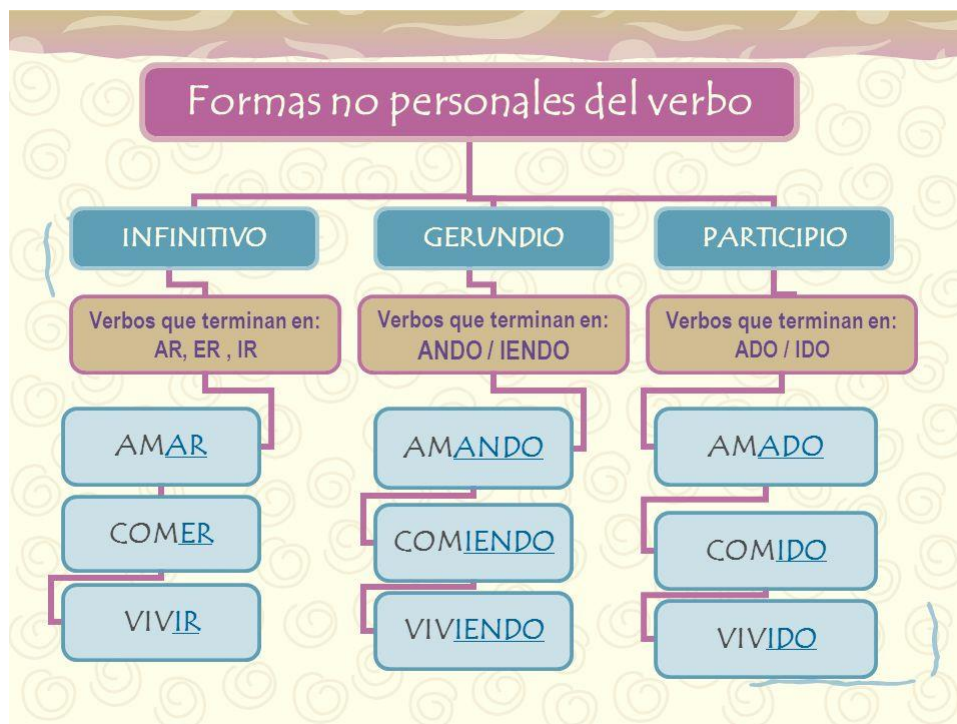 Formas no personales del verbo
INFINITIVO
Verbos que terminan en:
AR, ER , IR
AMAR
COMER
VIVIR
GERUNDIO
Verbos que terminan en:
ANDO / IENDO
AMANDO
COMIENDO
VIVIENDO
PARTICIPIO
Verbos que terminan en:
ADO / IDO
AMADO
COMIDO
VIVIDO